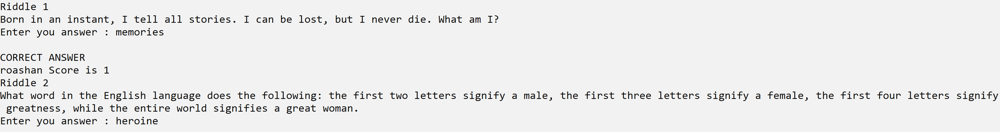 Riddle 1
Born in an instant, I tell all stories. I can be lost, but I never die. What am I?
Enter you answer : memories
CORRECT ANSWER
roashan Score is 1
Riddle 2
What word in the English language does the following: the first two letters signify a male, the first three letters signify a female, the first four letters signify
greatness, while the entire world signifies a great woman.
Enter you answer : heroine